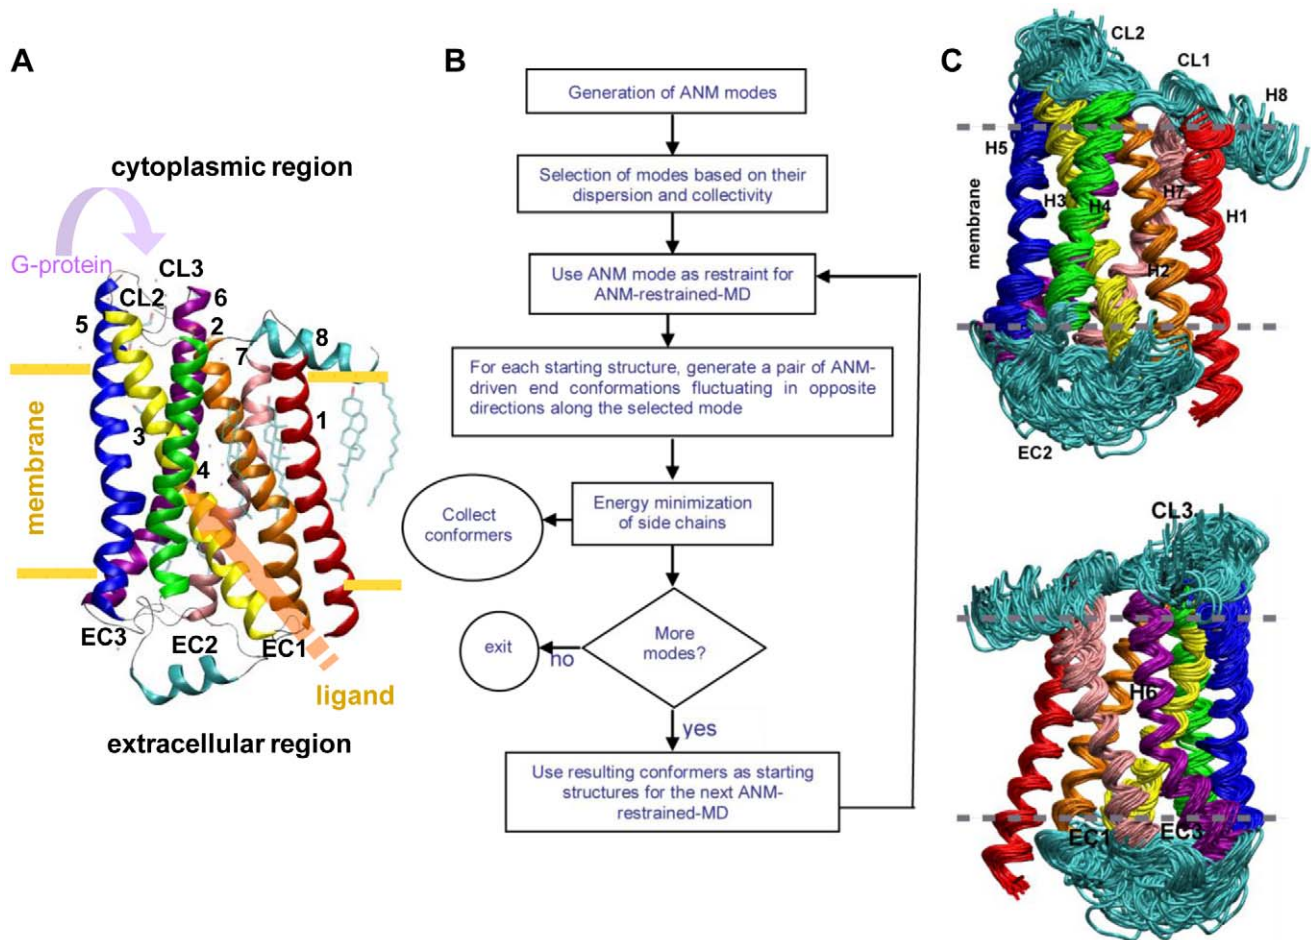 A
cytoplasmic region
G-protein
CL3
CL2
6
5
2
7
8
3
1
4
membrane
EC3
EC2
EC1
ligand
extracellular region
B
Generation of ANM modes
Selection of modes based on their
dispersion and collectivity
Use ANM mode as restraint for
ANM-restrained-MD
For each starting structure, generate a pair of ANM-
driven end conformations fluctuating in opposite
directions along the selected mode
Energy minimization
of side chains
Collect
conformers
More
modes?
exit
no
yes
Use resulting conformers as starting
structures for the next ANM-
restrained-MD
C
CL2
CL1
H8
H5
H3
H4
H7
H1
H2
membrane
EC2
CL3
H6
EC1
EC3